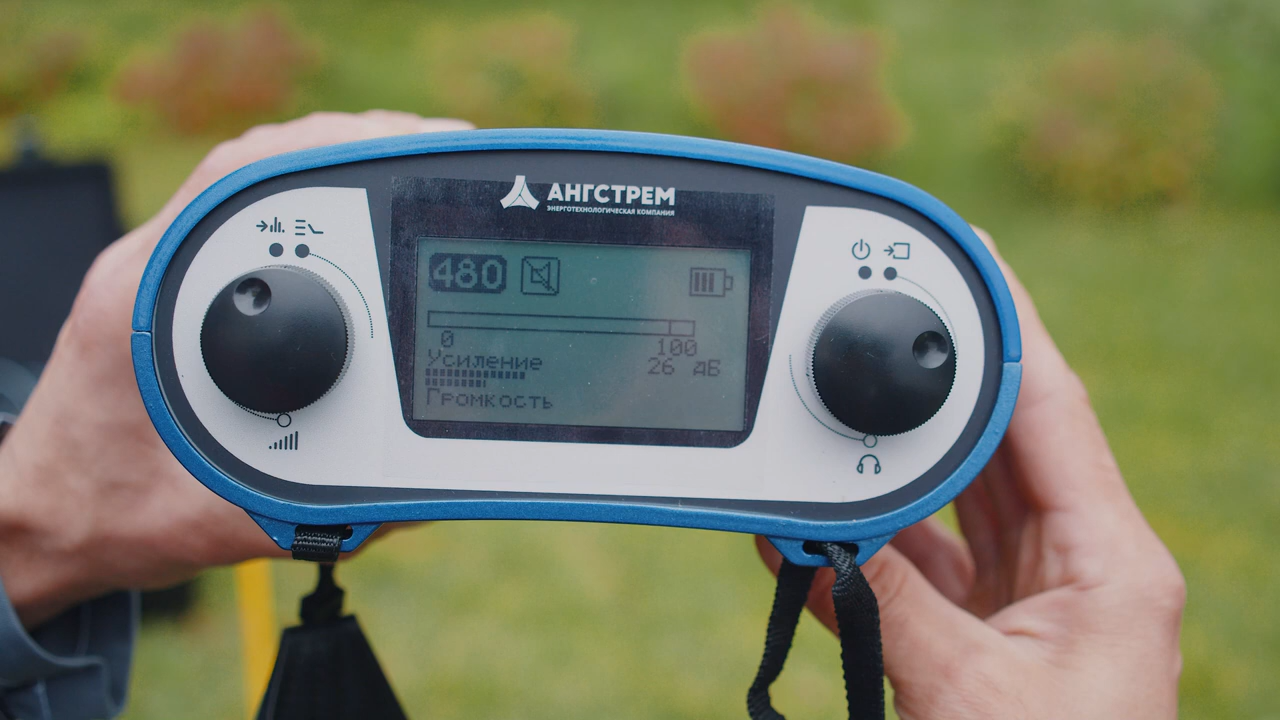 АНГСТРЕМ
ЭНЕРГОТЕХНОЛОГИЧЕСКАЯ КОМПАНИЯ
480
0 100
Усиление 26 дБ
Громкость